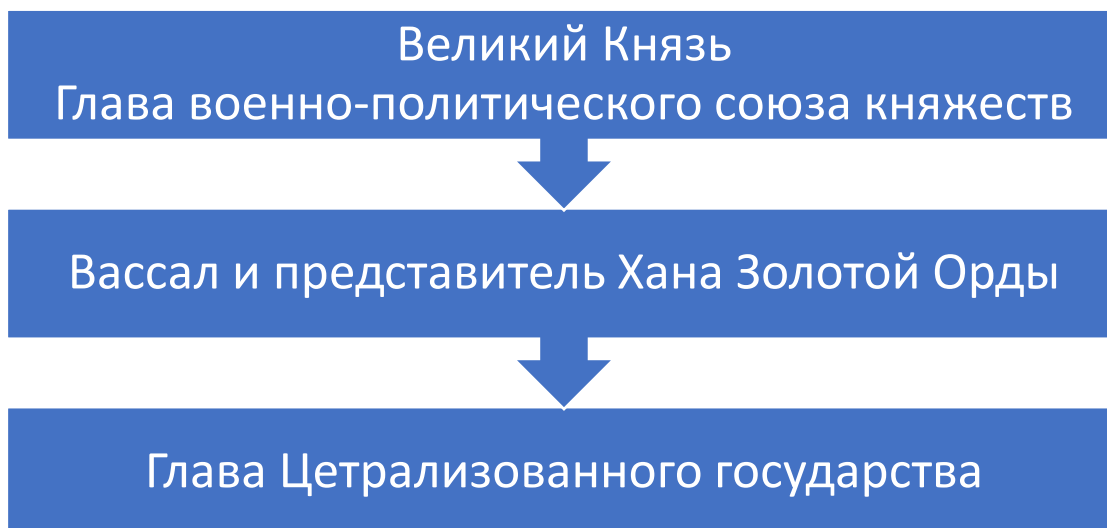 Великий Князь
Глава военно-политического союза княжеств
Вассал и представитель Хана Золотой Орды
Глава Цетрализованного государства